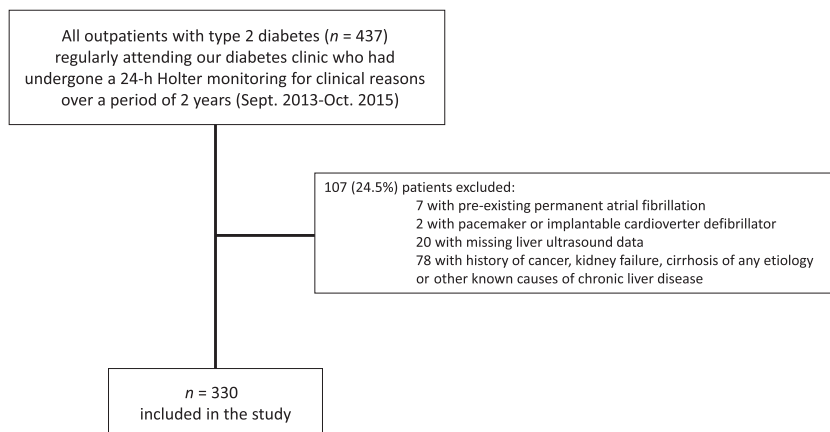 All outpatients with type 2 diabetes (n = 437)
regularly attending our diabetes clinic who had
undergone a 24-h Holter monitoring for clinical reasons
over a period of 2 years (Sept. 2013-Oct. 2015)
107 (24.5%) patients excluded:
7 with pre-existing permanent atrial fibrillation
2 with pacemaker or implantable cardioverter defibrillator
20 with missing liver ultrasound data
78 with history of cancer, kidney failure, cirrhosis of any etiology
or other known causes of chronic liver disease
n = 330
included in the study